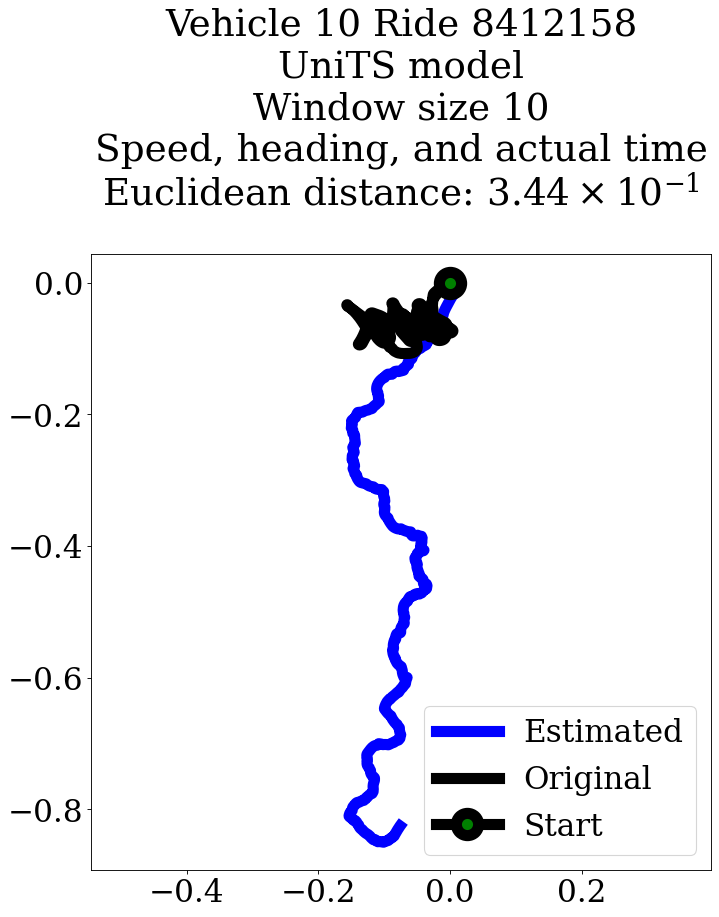 Vehicle 10 Ride 8412158
UniTS model
Window size 10
Speed, heading, and actual time
Euclidean distance: 3.44 × 10⁻¹
0.0
−0.2
−0.4
−0.6
−0.8
−0.4
−0.2
0.0
0.2
Estimated
Original
Start